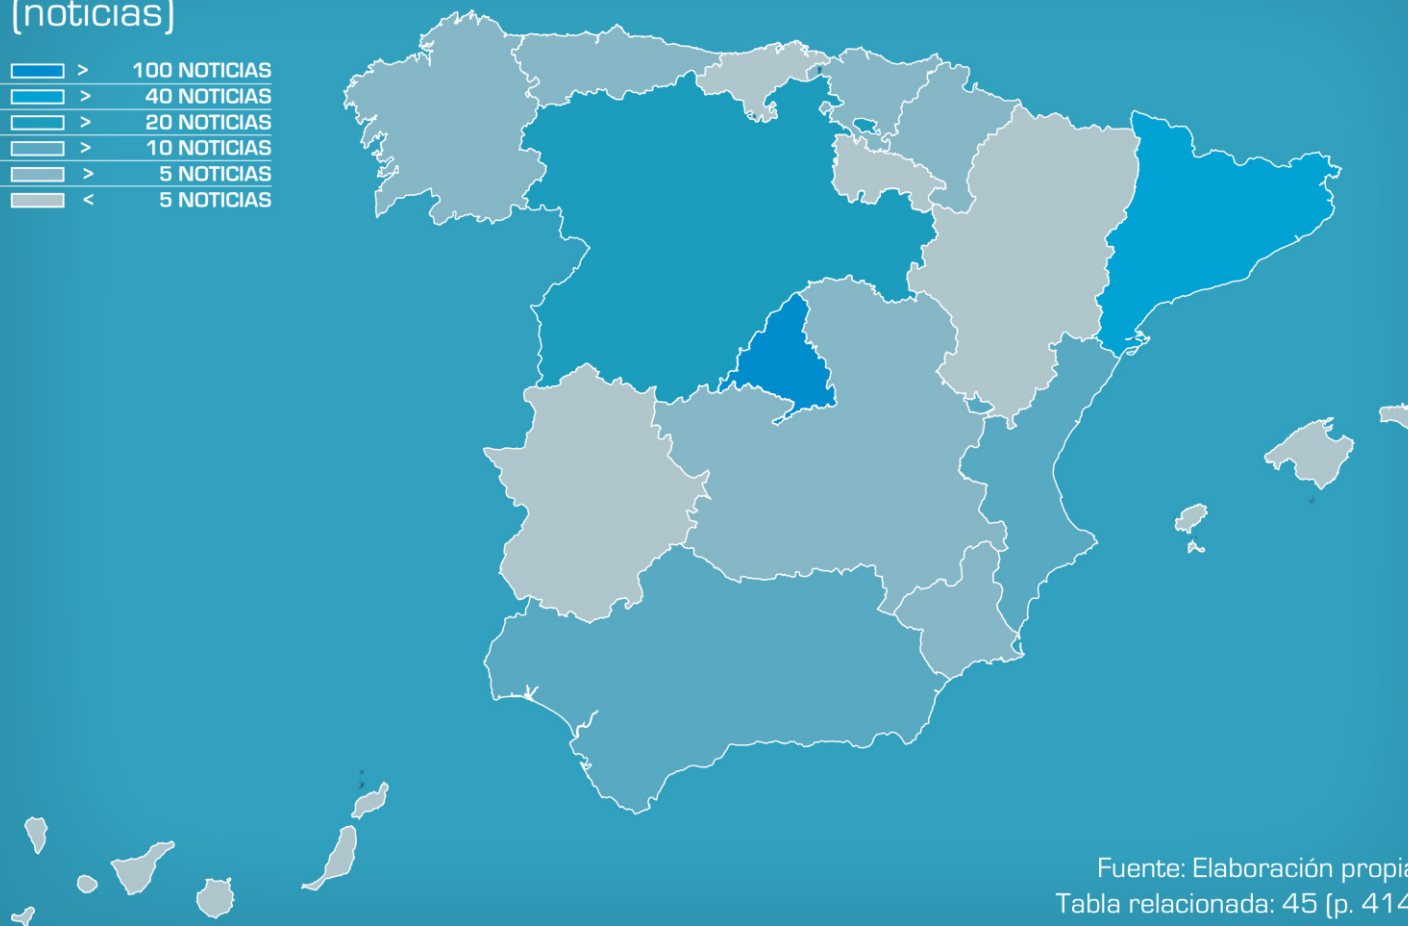 (noticias)
> 100 NOTICIAS
> 40 NOTICIAS
> 20 NOTICIAS
> 10 NOTICIAS
> 5 NOTICIAS
< 5 NOTICIAS
Fuente: Elaboración propia
Tabla relacionada: 45 (p. 414